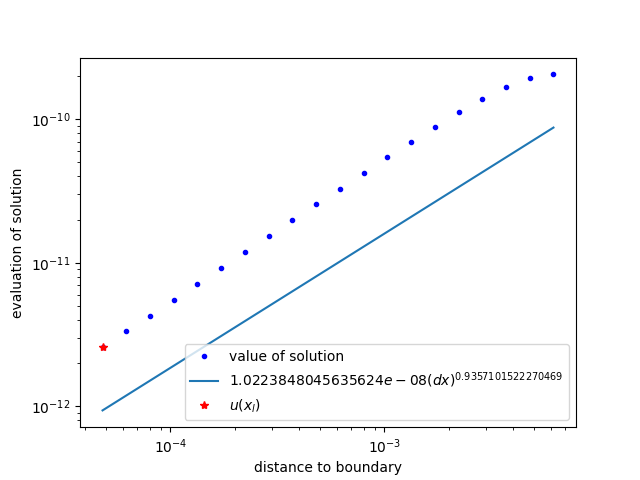 10⁻¹⁰
10⁻¹¹
10⁻¹²
evaluation of solution
value of solution
1.0223848045635624e − 08(dx)^0.9357101522270469
u(x_l)
10⁻⁴
10⁻³
distance to boundary